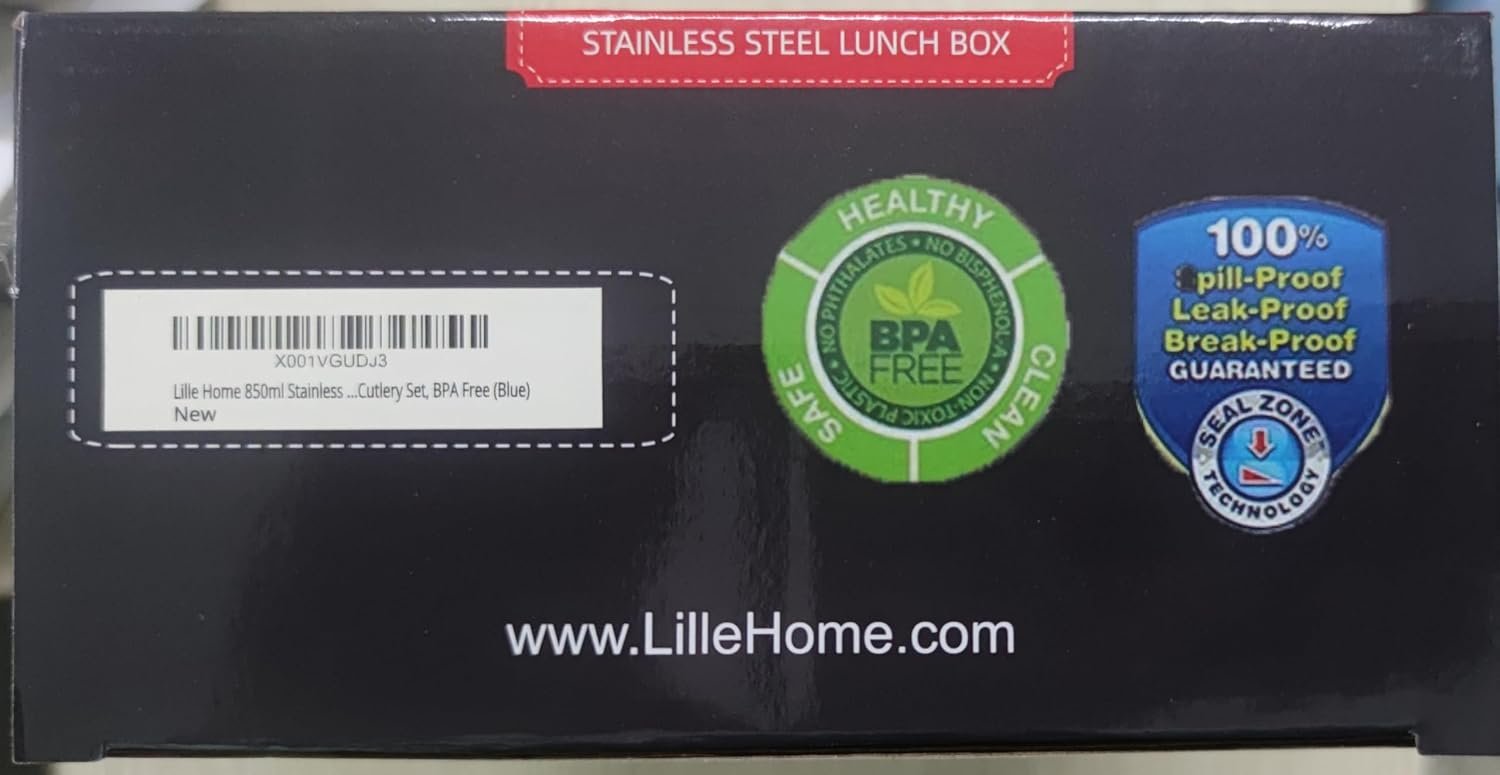 STAINLESS STEEL LUNCH BOX
X001VGUDJ3
Lille Home 850ml Stainless ...Cutlery Set, BPA Free (Blue)
New
HEALTHY
CLEAN
SAFE
NO PHTHALATES • NO BISPHENOL-A • NON-TOXIC PLASTIC •
BPA
FREE
100%
Spill-Proof
Leak-Proof
Break-Proof
GUARANTEED
SEAL ZONE
TECHNOLOGY
www.LilleHome.com